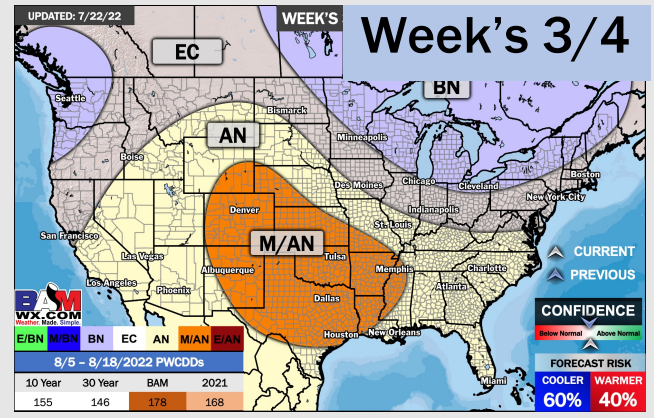 UPDATED: 7/22/22
WEEK'S
Week's 3/4
EC
BN
Seattle
Bismarck
AN
Minneapolis
Boise
Boston
Des Moines
Chicago
Cleveland
New York City
Denver
Indianapolis
St. Louis
San Francisco
M/AN
Las Vegas
Tulsa
CURRENT
Albuquerque
Memphis
Charlotte
PREVIOUS
Los Angeles
Phoenix
Atlanta
Dallas
BAM
WX.COM
Weather. Made. Simple.
CONFIDENCE
Below Normal
Above Normal
Houston
New Orleans
E/BN M/BN BN EC AN M/AN E/AN
8/5 – 8/18/2022 PWCDDs
FORECAST RISK
COOLER WARMER
60% 40%
Miami
10 Year 30 Year BAM 2021
155 146 178 168